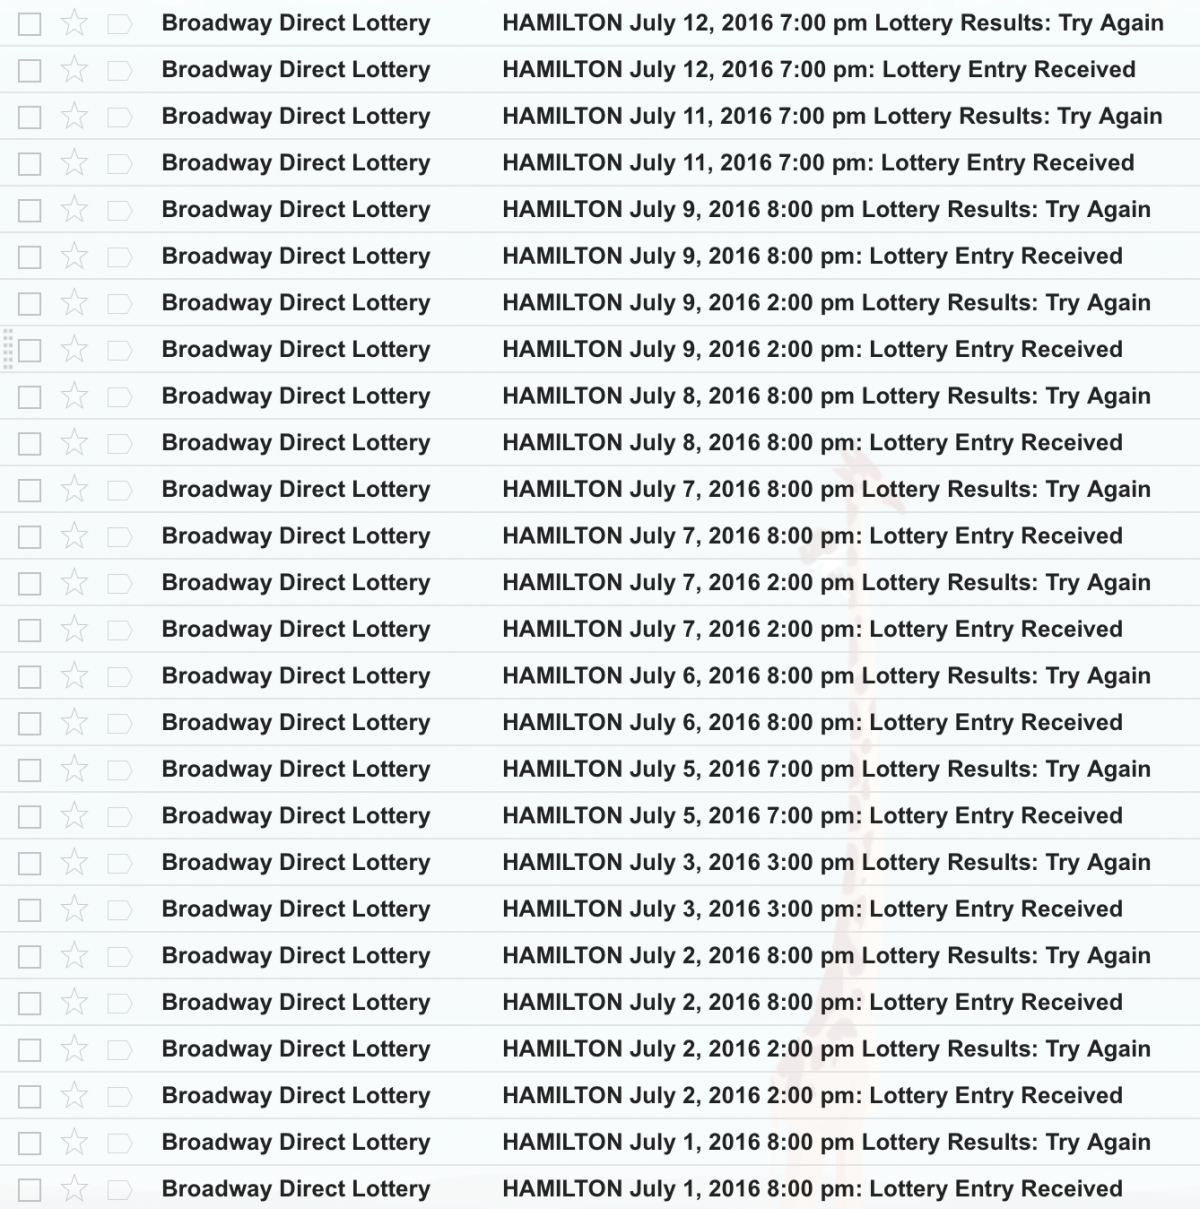 Broadway Direct Lottery HAMILTON July 12, 2016 7:00 pm Lottery Results: Try Again
Broadway Direct Lottery HAMILTON July 12, 2016 7:00 pm: Lottery Entry Received
Broadway Direct Lottery HAMILTON July 11, 2016 7:00 pm Lottery Results: Try Again
Broadway Direct Lottery HAMILTON July 11, 2016 7:00 pm: Lottery Entry Received
Broadway Direct Lottery HAMILTON July 9, 2016 8:00 pm Lottery Results: Try Again
Broadway Direct Lottery HAMILTON July 9, 2016 8:00 pm: Lottery Entry Received
Broadway Direct Lottery HAMILTON July 9, 2016 2:00 pm Lottery Results: Try Again
Broadway Direct Lottery HAMILTON July 9, 2016 2:00 pm: Lottery Entry Received
Broadway Direct Lottery HAMILTON July 8, 2016 8:00 pm Lottery Results: Try Again
Broadway Direct Lottery HAMILTON July 8, 2016 8:00 pm: Lottery Entry Received
Broadway Direct Lottery HAMILTON July 7, 2016 8:00 pm Lottery Results: Try Again
Broadway Direct Lottery HAMILTON July 7, 2016 8:00 pm: Lottery Entry Received
Broadway Direct Lottery HAMILTON July 7, 2016 2:00 pm Lottery Results: Try Again
Broadway Direct Lottery HAMILTON July 7, 2016 2:00 pm: Lottery Entry Received
Broadway Direct Lottery HAMILTON July 6, 2016 8:00 pm Lottery Results: Try Again
Broadway Direct Lottery HAMILTON July 6, 2016 8:00 pm: Lottery Entry Received
Broadway Direct Lottery HAMILTON July 5, 2016 7:00 pm Lottery Results: Try Again
Broadway Direct Lottery HAMILTON July 5, 2016 7:00 pm: Lottery Entry Received
Broadway Direct Lottery HAMILTON July 3, 2016 3:00 pm Lottery Results: Try Again
Broadway Direct Lottery HAMILTON July 3, 2016 3:00 pm: Lottery Entry Received
Broadway Direct Lottery HAMILTON July 2, 2016 8:00 pm Lottery Results: Try Again
Broadway Direct Lottery HAMILTON July 2, 2016 8:00 pm: Lottery Entry Received
Broadway Direct Lottery HAMILTON July 2, 2016 2:00 pm Lottery Results: Try Again
Broadway Direct Lottery HAMILTON July 2, 2016 2:00 pm: Lottery Entry Received
Broadway Direct Lottery HAMILTON July 1, 2016 8:00 pm Lottery Results: Try Again
Broadway Direct Lottery HAMILTON July 1, 2016 8:00 pm: Lottery Entry Received